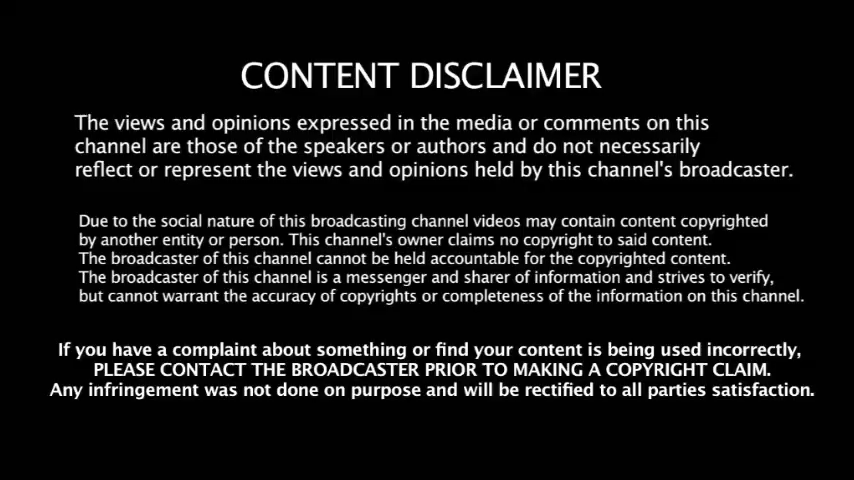 CONTENT DISCLAIMER
The views and opinions expressed in the media or comments on this
channel are those of the speakers or authors and do not necessarily
reflect or represent the views and opinions held by this channel's broadcaster.
Due to the social nature of this broadcasting channel videos may contain content copyrighted
by another entity or person. This channel's owner claims no copyright to said content.
The broadcaster of this channel cannot be held accountable for the copyrighted content.
The broadcaster of this channel is a messenger and sharer of information and strives to verify,
but cannot warrant the accuracy of copyrights or completeness of the information on this channel.
If you have a complaint about something or find your content is being used incorrectly,
PLEASE CONTACT THE BROADCASTER PRIOR TO MAKING A COPYRIGHT CLAIM.
Any infringement was not done on purpose and will be rectified to all parties satisfaction.